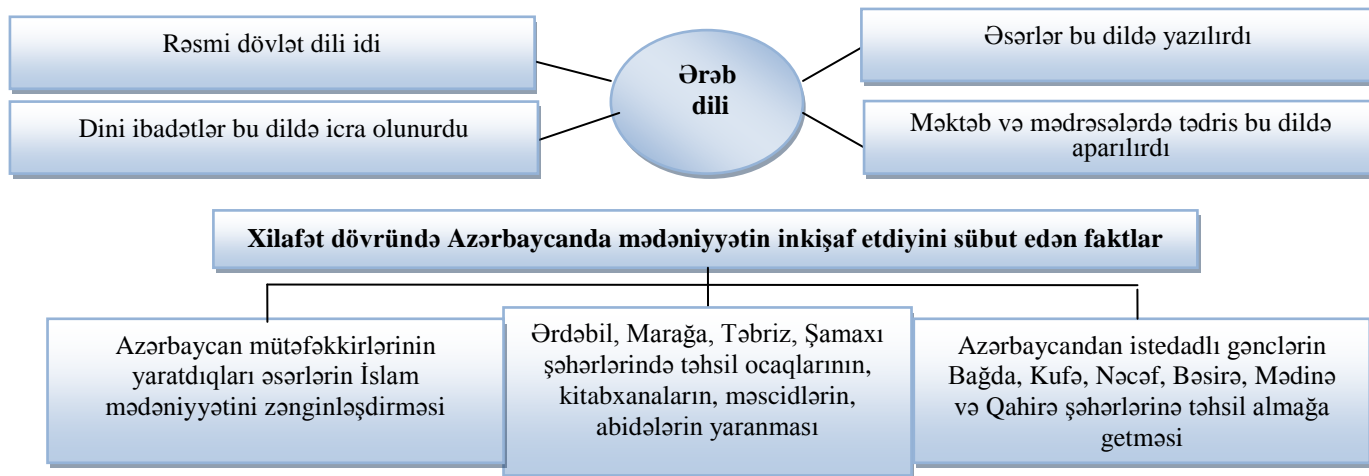 Rəsmi dövlət dili idi
Dini ibadətlər bu dildə icra olunurdu
Ərəb
dili
Əsərlər bu dildə yazılırdı
Məktəb və mədrəsələrdə tədris bu dildə
aparılırdı
Xilafət dövründə Azərbaycanda mədəniyyətin inkişaf etdiyini sübut edən faktlar
Azərbaycan mütəfəkkirlərinin
yaratdıqları əsərlərin İslam
mədəniyyətini zənginləşdirməsi
Ərdəbil, Marağa, Təbriz, Şamaxı
şəhərlərində təhsil ocaqlarının,
kitabxanaların, məscidlərin,
abidələrin yaranması
Azərbaycandan istedadlı gənclərin
Bağda, Kufə, Nəcəf, Bəsirə, Mədinə
və Qahirə şəhərlərinə təhsil almağa
getməsi